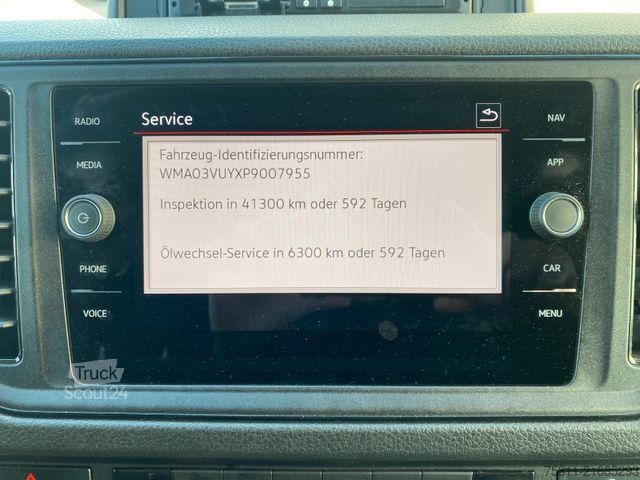 RADIO
Service
NAV
MEDIA
Fahrzeug-Identifizierungsnummer:
WMA03VUYXP9007955
APP
Inspektion in 41300 km oder 592 Tagen
PHONE
Ölwechsel-Service in 6300 km oder 592 Tagen
CAR
VOICE
MENU
Truck
Scout24